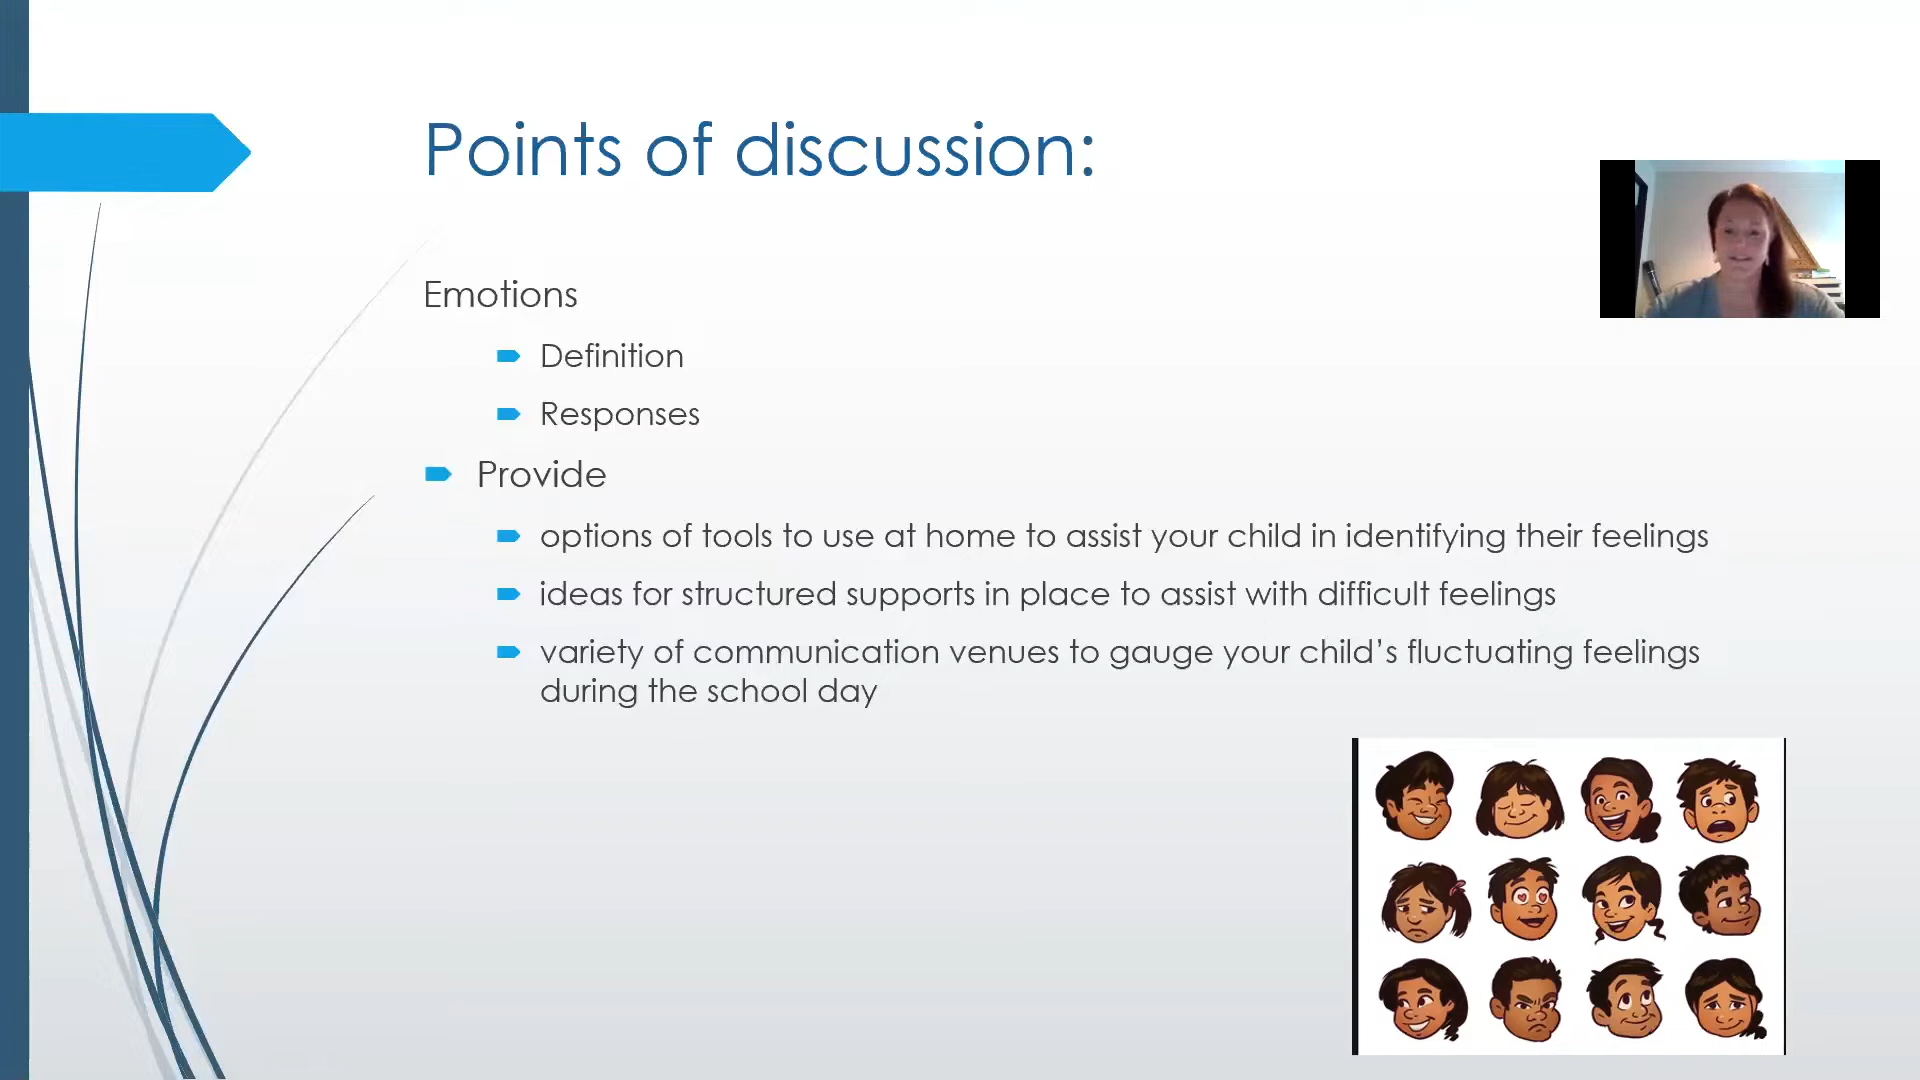 Points of discussion:
Emotions
Definition
Responses
Provide
options of tools to use at home to assist your child in identifying their feelings
ideas for structured supports in place to assist with difficult feelings
variety of communication venues to gauge your child’s fluctuating feelings
during the school day